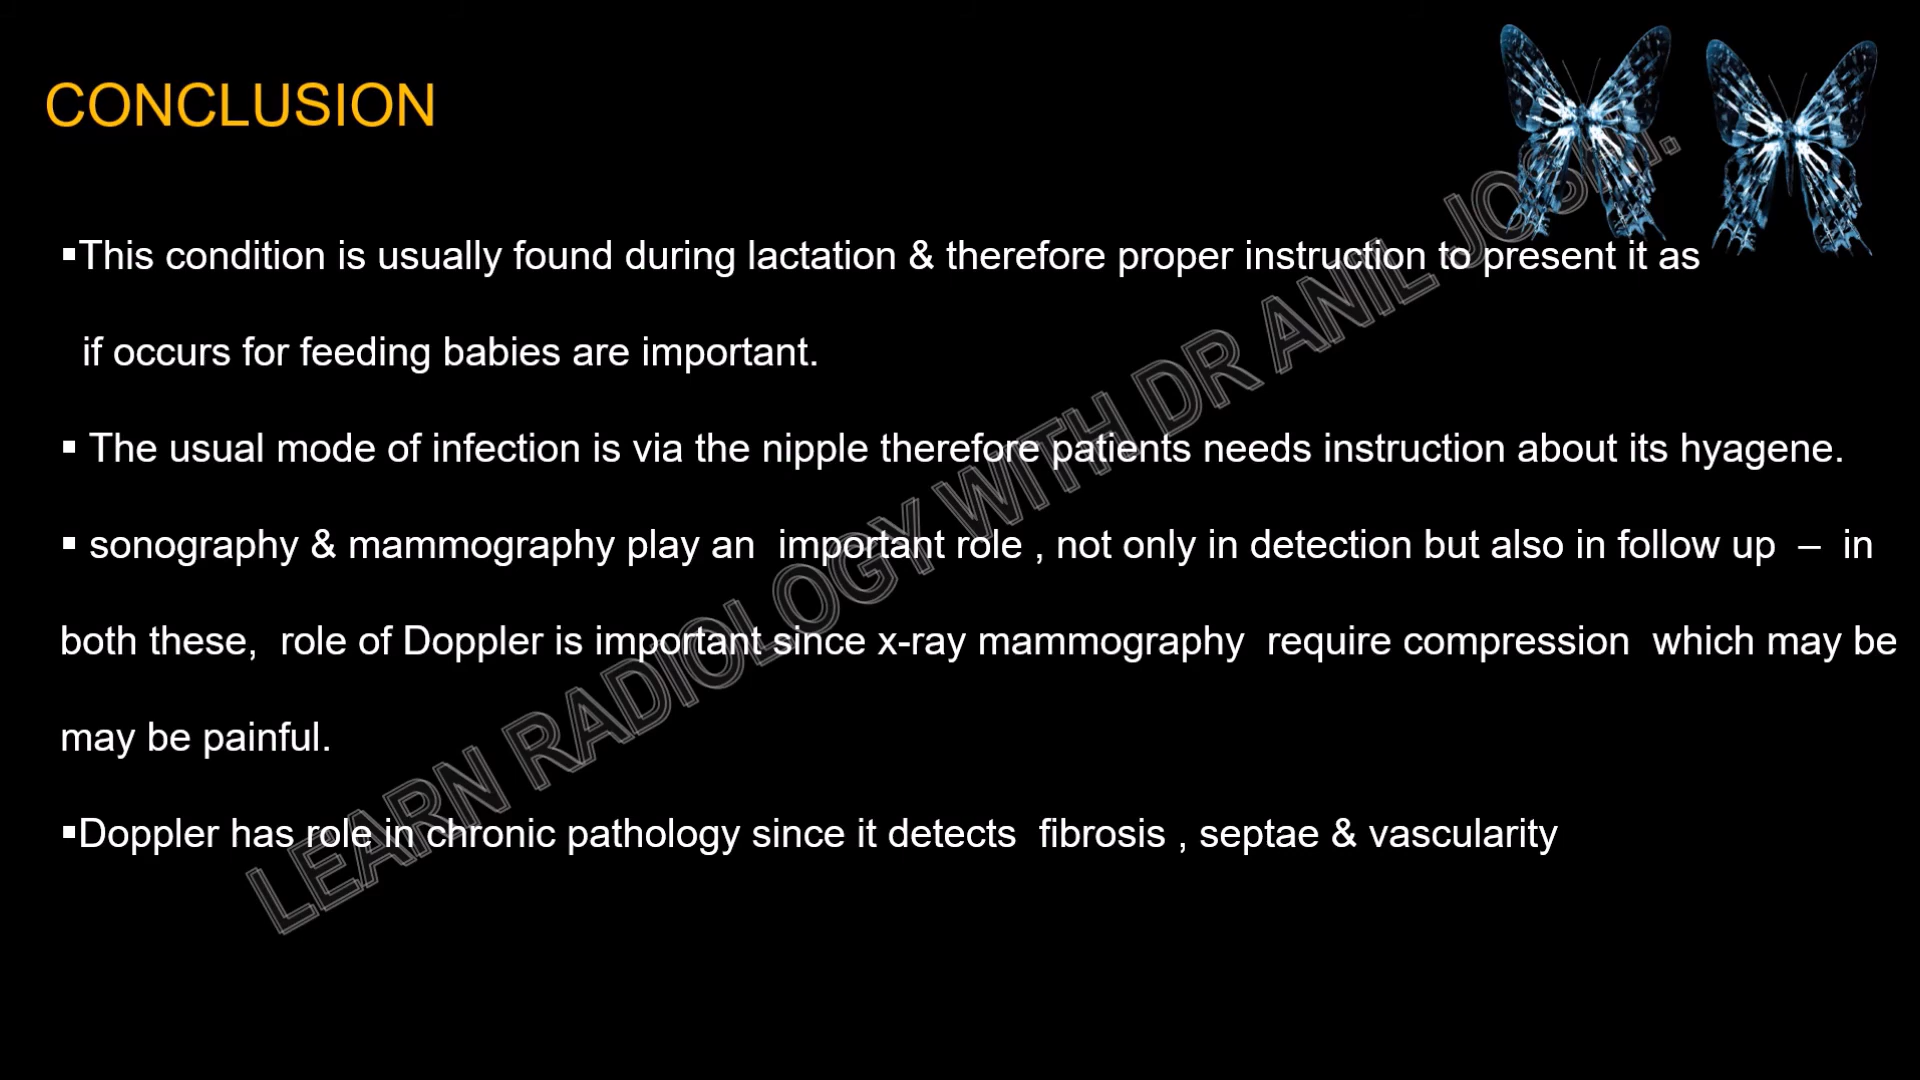 CONCLUSION
▪This condition is usually found during lactation & therefore proper instruction to present it as
if occurs for feeding babies are important.
▪ The usual mode of infection is via the nipple therefore patients needs instruction about its hyagene.
▪ sonography & mammography play an important role , not only in detection but also in follow up – in
both these, role of Doppler is important since x-ray mammography require compression which may be
may be painful.
▪Doppler has role in chronic pathology since it detects fibrosis , septae & vascularity
LEARN RADIOLOGY WITH DR ANIL JOSHI.